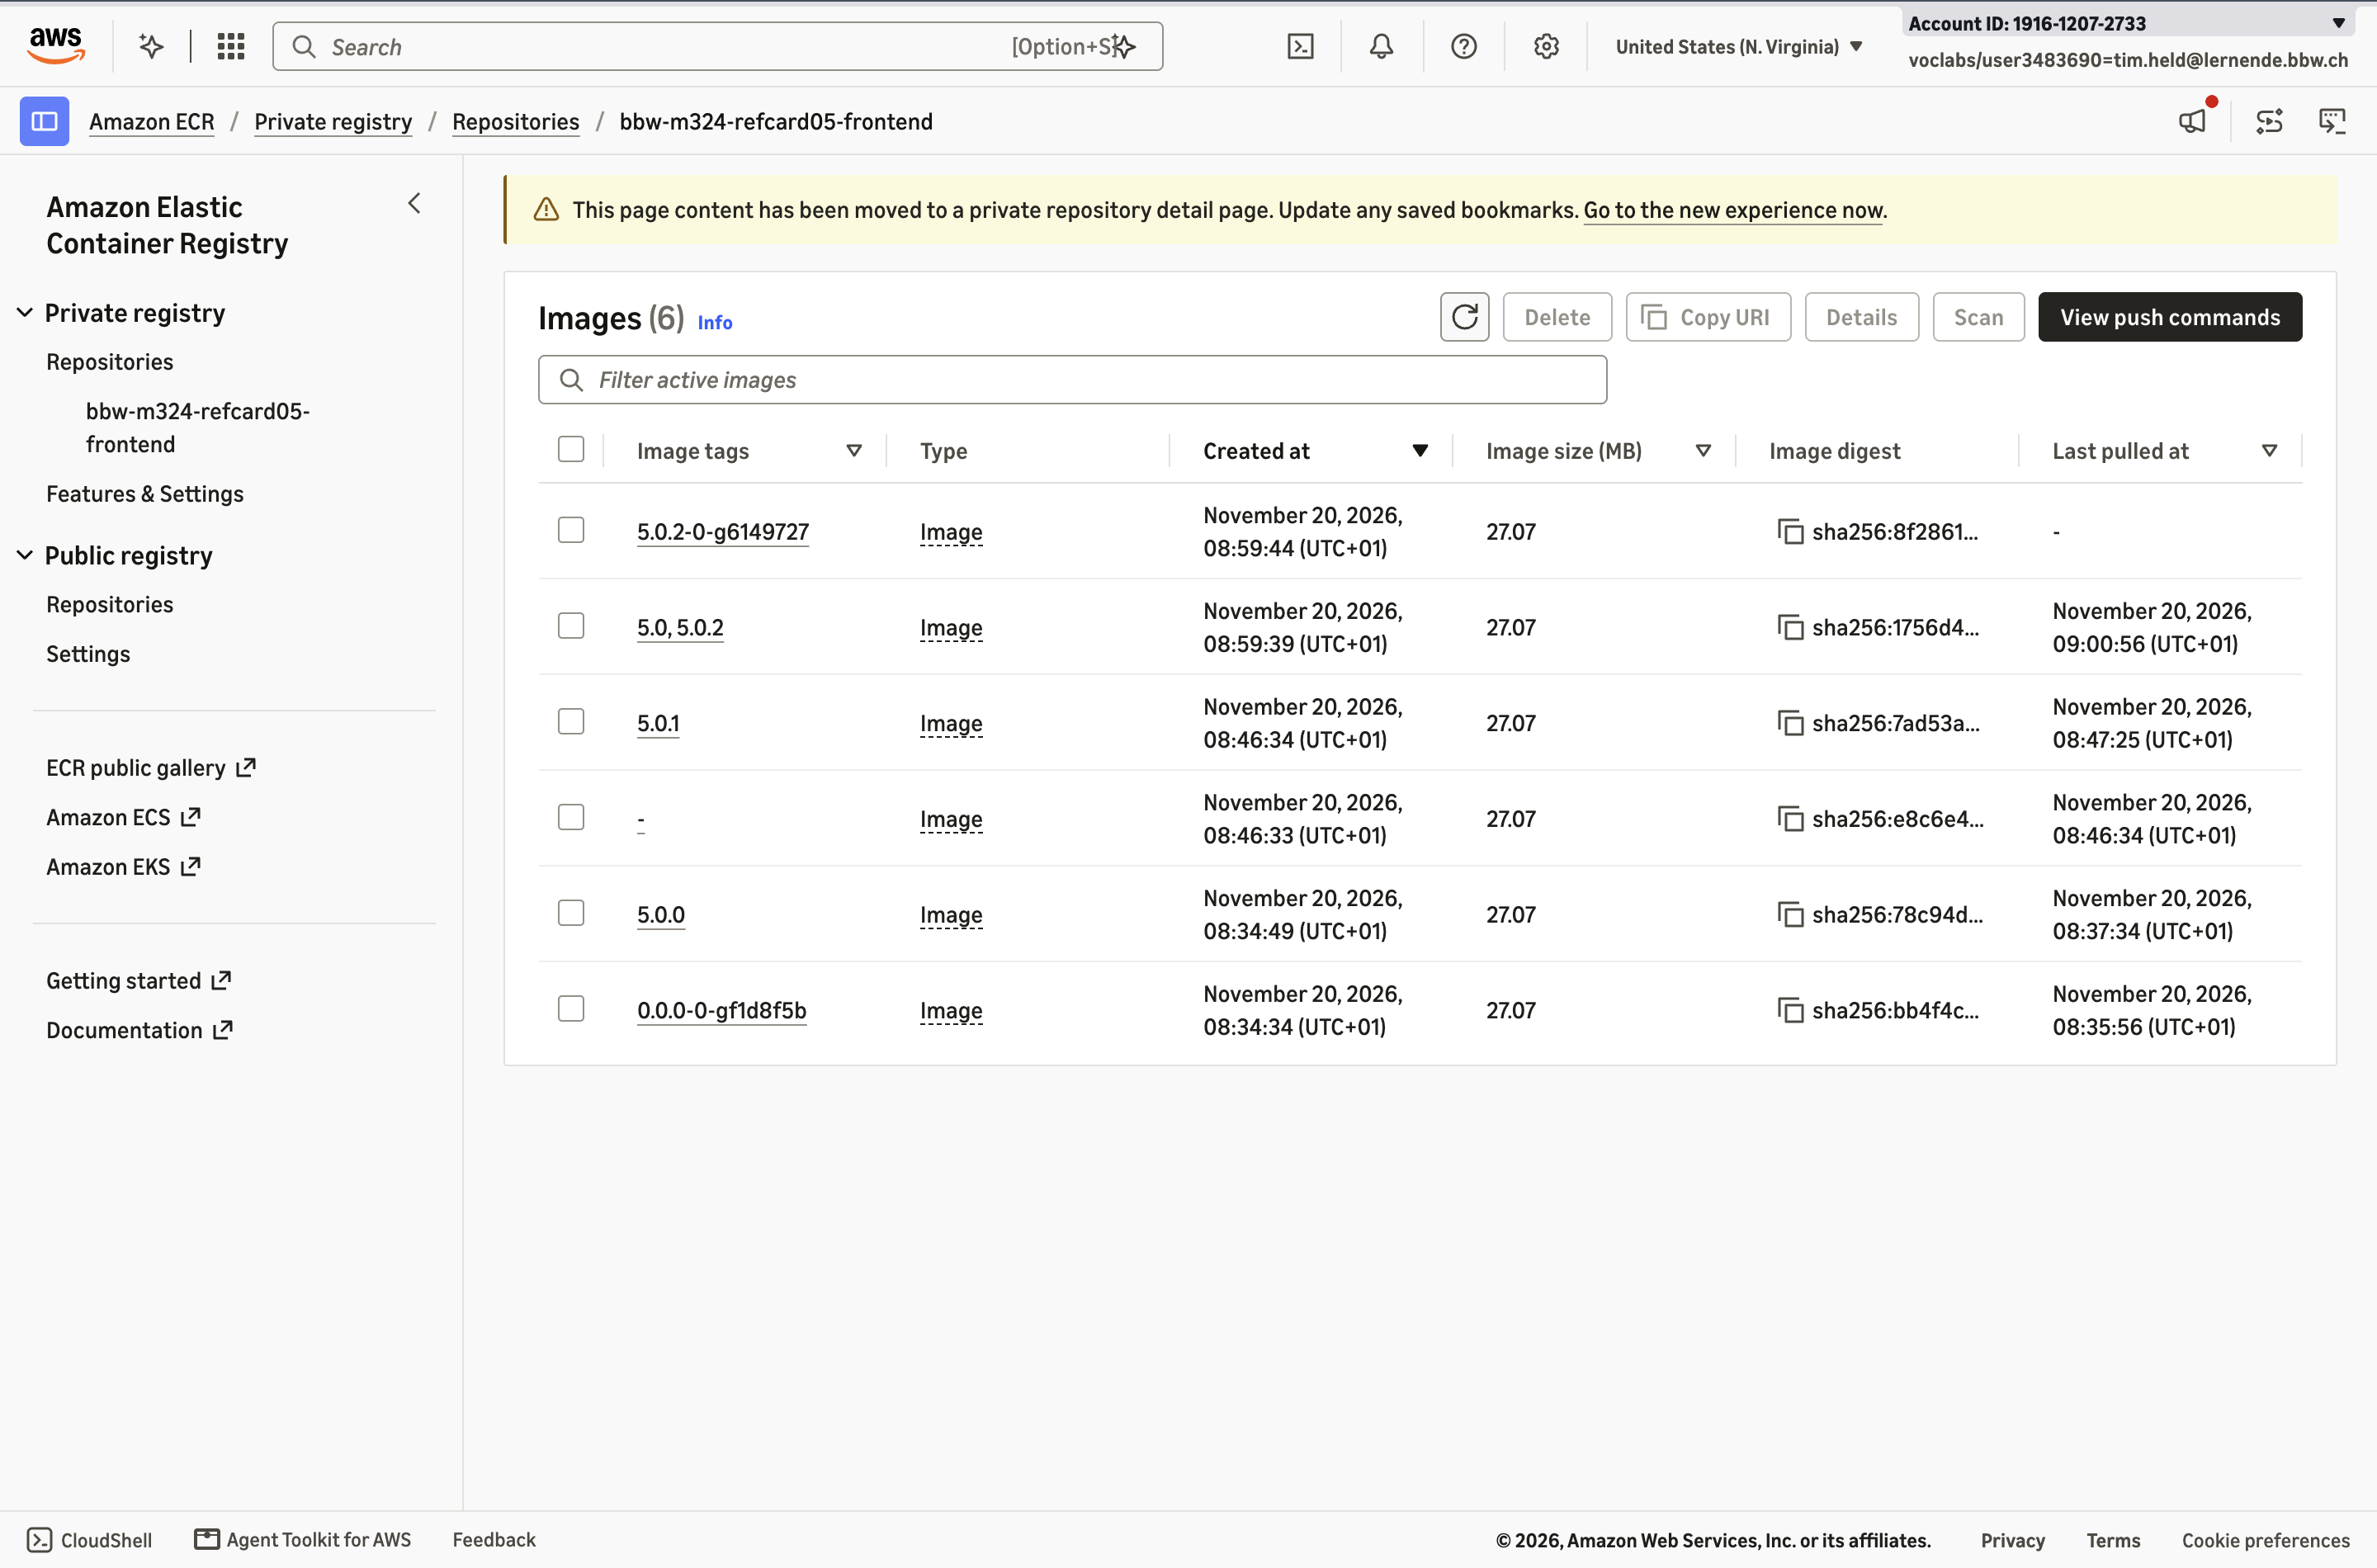 aws
Search
[Option+S]
United States (N. Virginia)
Account ID: 1916-1207-2733
voclabs/user3483690=tim.held@lernende.bbw.ch
Amazon ECR / Private registry / Repositories / bbw-m324-refcard05-frontend
Amazon Elastic
Container Registry
Private registry
Repositories
bbw-m324-refcard05-
frontend
Features & Settings
Public registry
Repositories
Settings
ECR public gallery
Amazon ECS
Amazon EKS
Getting started
Documentation
This page content has been moved to a private repository detail page. Update any saved bookmarks. Go to the new experience now.
Images (6) Info
Delete
Copy URI
Details
Scan
View push commands
Filter active images
Image tags Type Created at Image size (MB) Image digest Last pulled at
5.0.2-0-g6149727 Image November 20, 2026, 08:59:44 (UTC+01) 27.07 sha256:8f2861... -
5.0, 5.0.2 Image November 20, 2026, 08:59:39 (UTC+01) 27.07 sha256:1756d4... November 20, 2026, 09:00:56 (UTC+01)
5.0.1 Image November 20, 2026, 08:46:34 (UTC+01) 27.07 sha256:7ad53a... November 20, 2026, 08:47:25 (UTC+01)
- Image November 20, 2026, 08:46:33 (UTC+01) 27.07 sha256:e8c6e4... November 20, 2026, 08:46:34 (UTC+01)
5.0.0 Image November 20, 2026, 08:34:49 (UTC+01) 27.07 sha256:78c94d... November 20, 2026, 08:37:34 (UTC+01)
0.0.0-0-gf1d8f5b Image November 20, 2026, 08:34:34 (UTC+01) 27.07 sha256:bb4f4c... November 20, 2026, 08:35:56 (UTC+01)
CloudShell
Agent Toolkit for AWS
Feedback
© 2026, Amazon Web Services, Inc. or its affiliates.
Privacy
Terms
Cookie preferences